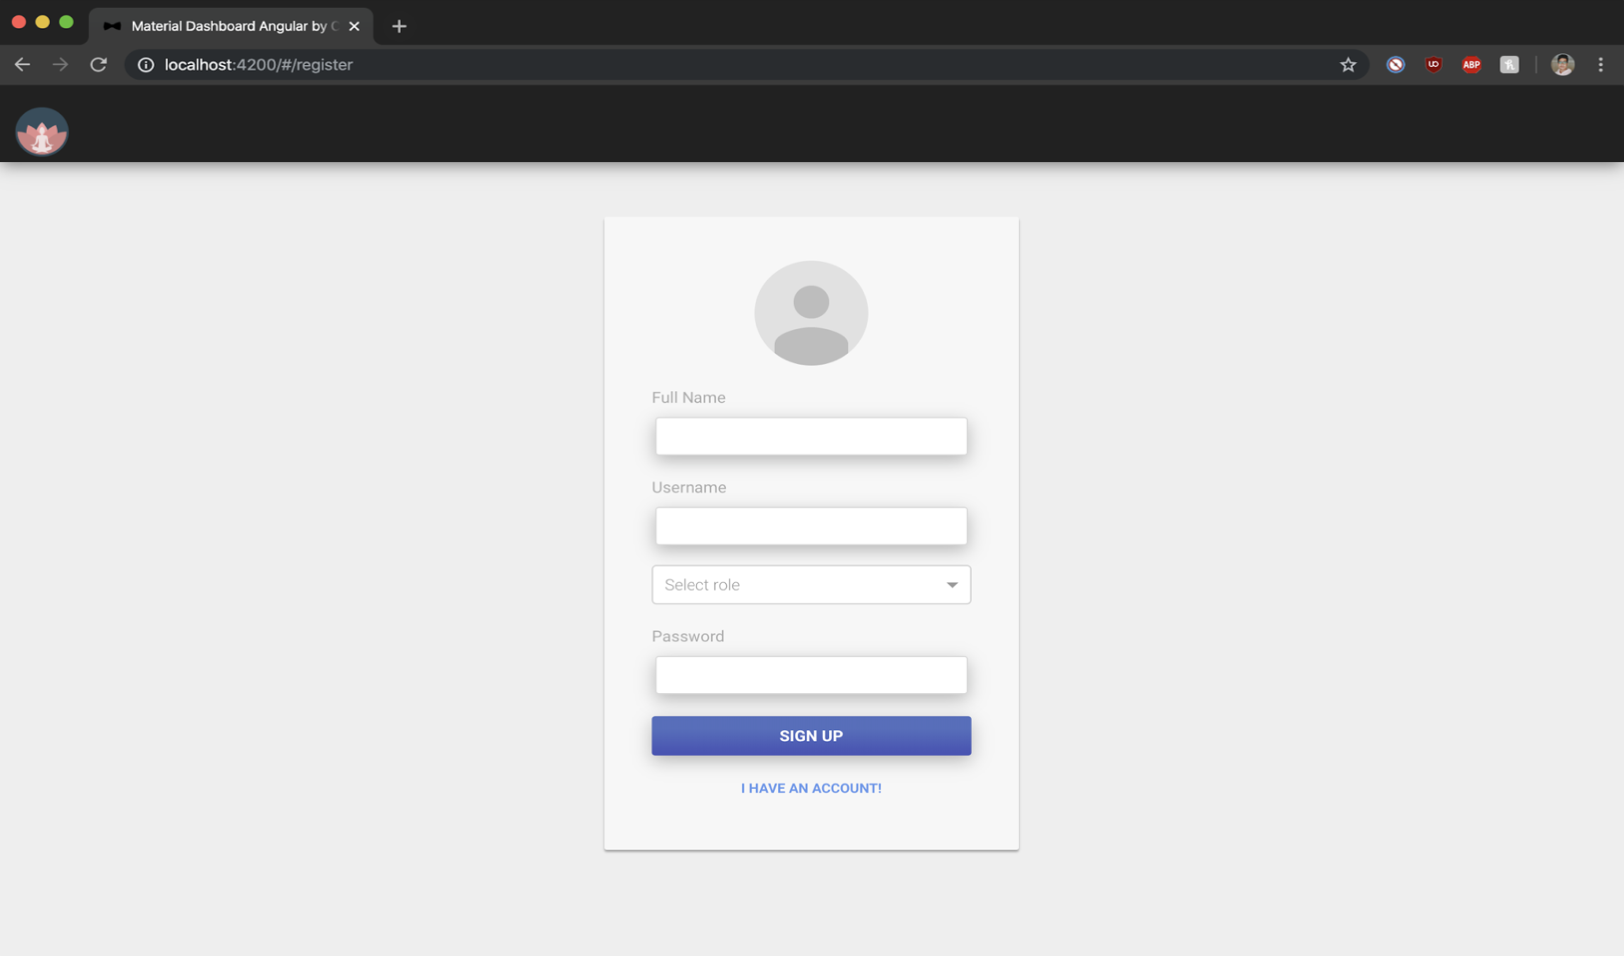 Material Dashboard Angular by C
localhost:4200/#/register
UO
ABP
Full Name
Username
Select role
Password
SIGN UP
I HAVE AN ACCOUNT!